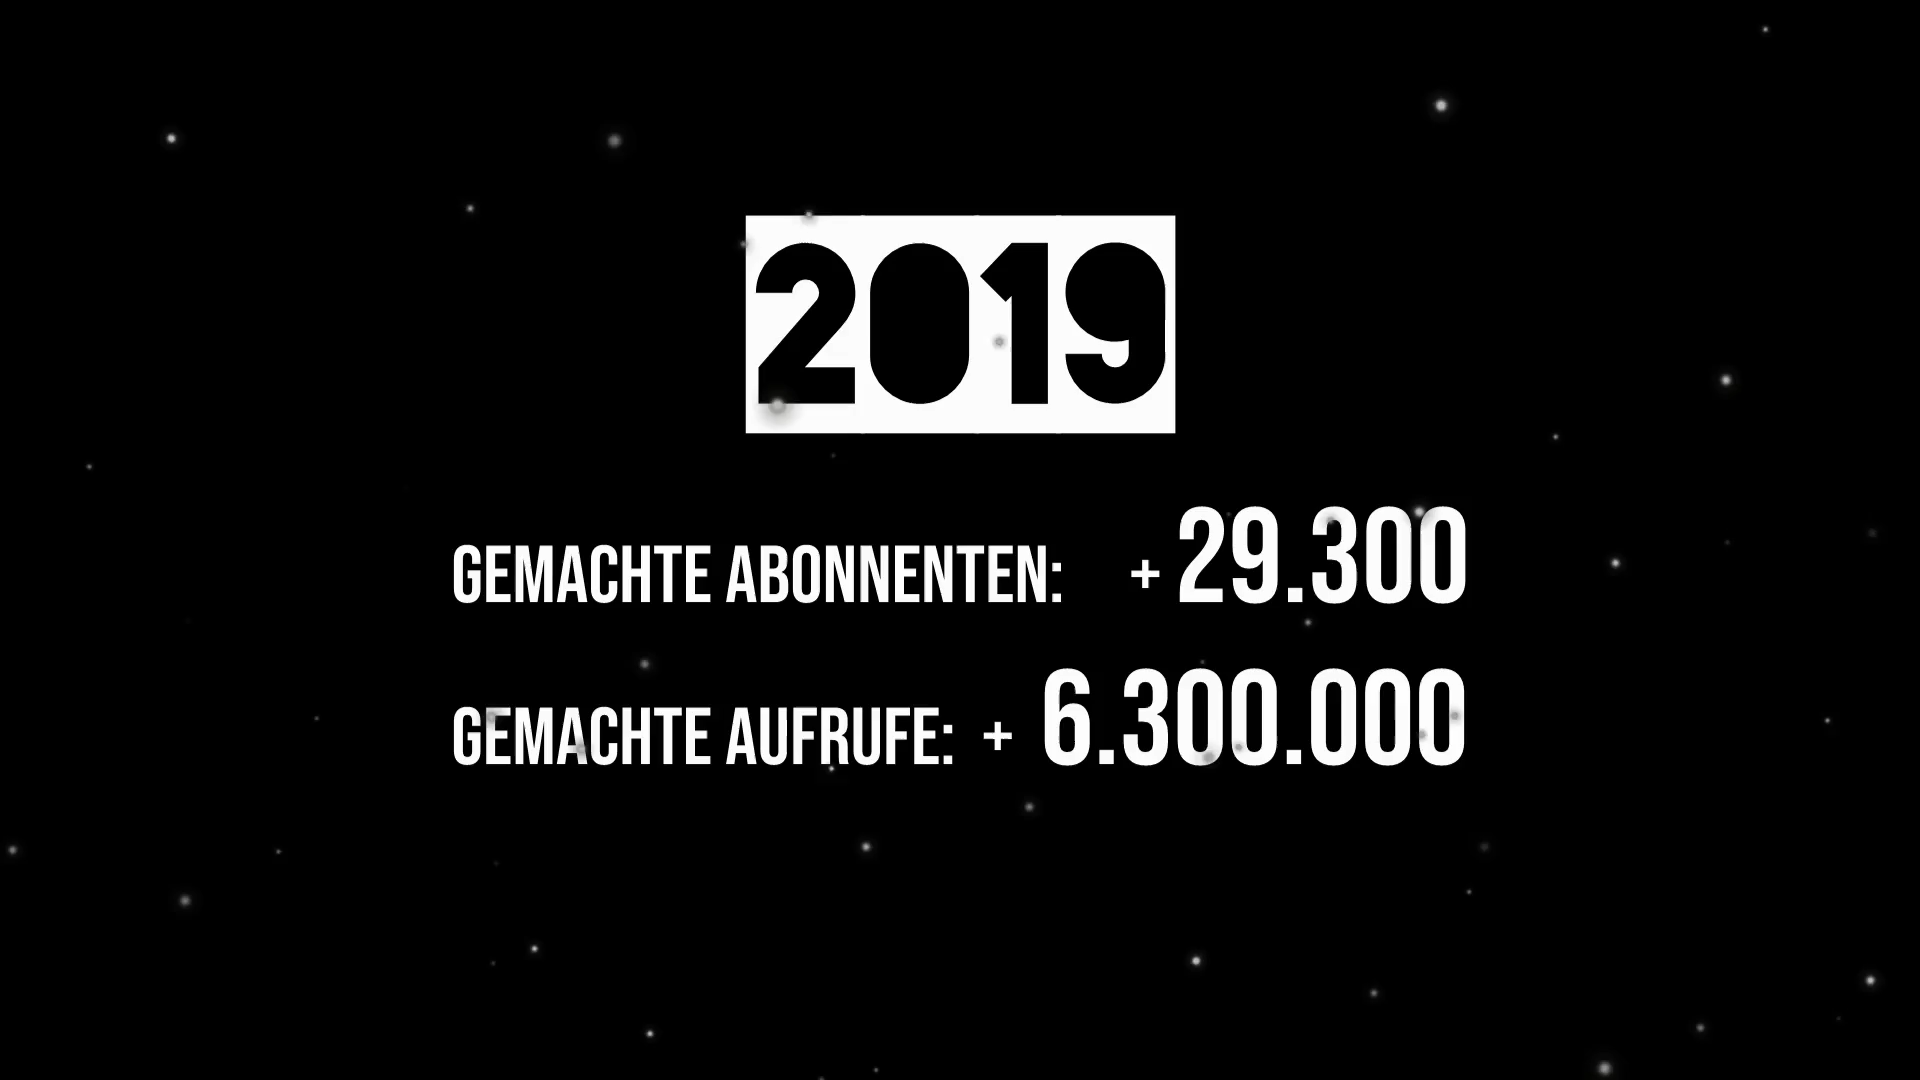 2019
GEMACHTE ABONNENTEN: + 29.300
GEMACHTE AUFRUFE: + 6.300.000